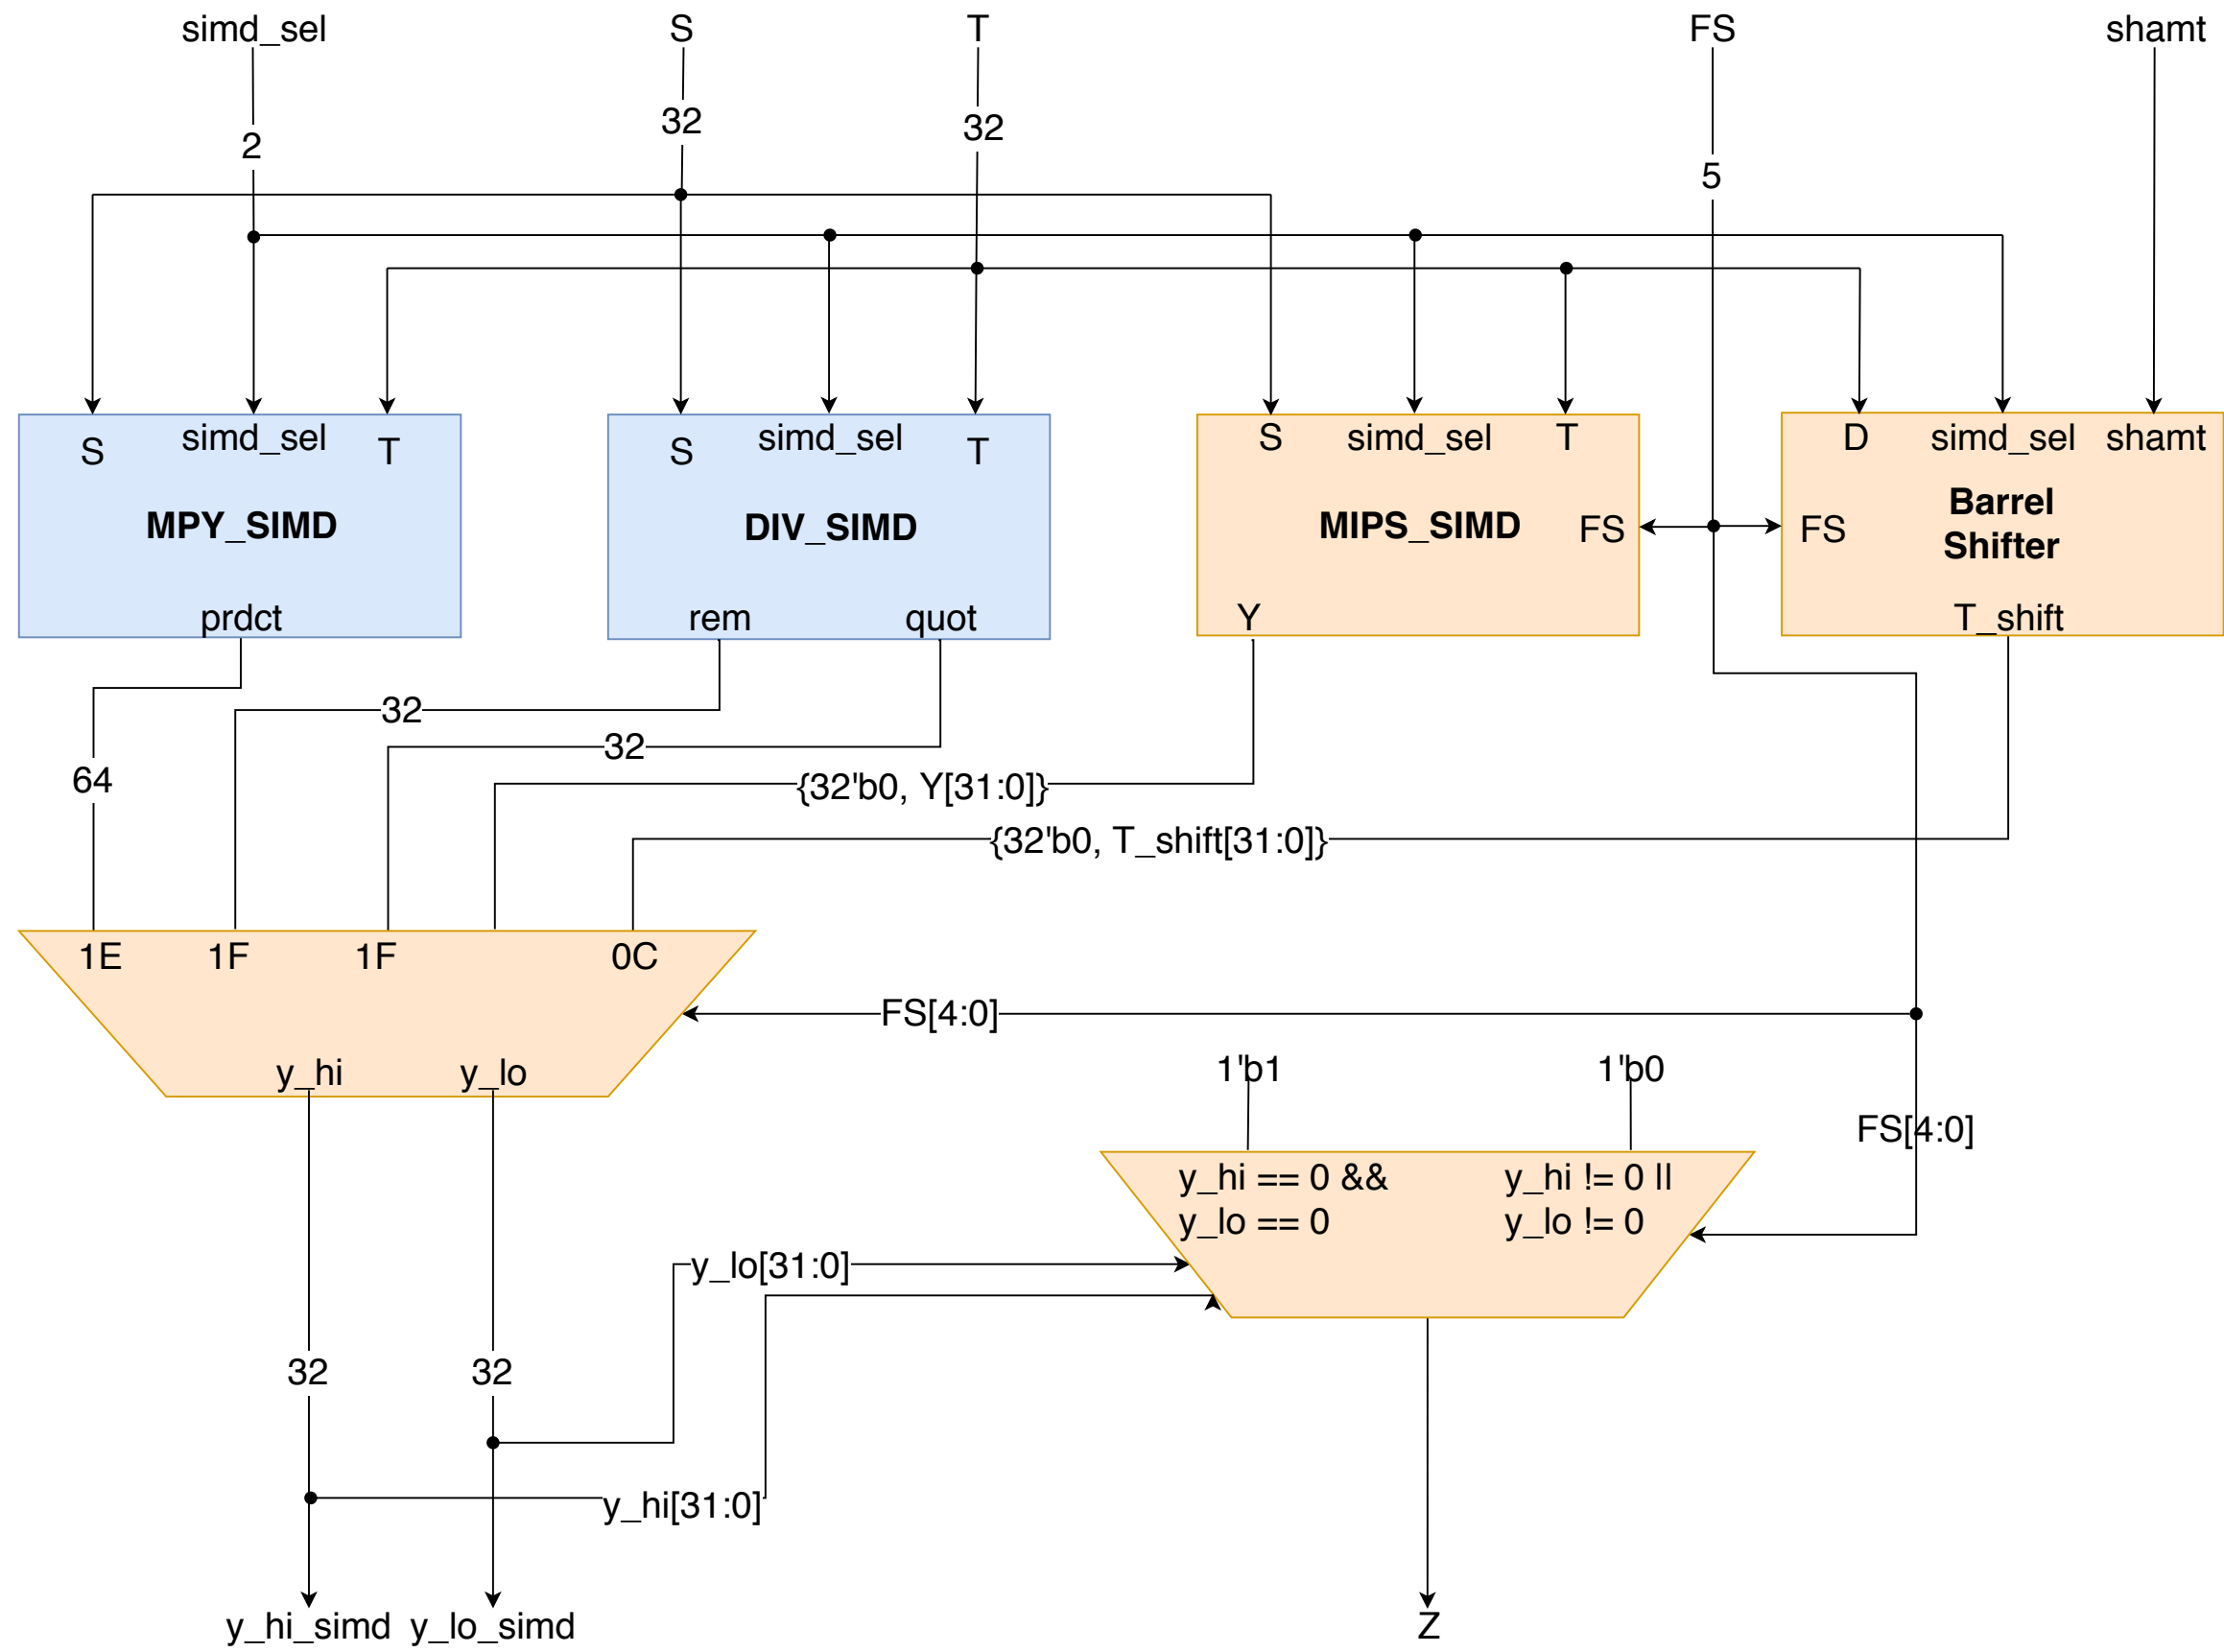 simd_sel
S
T
FS
shamt
2
32
32
5
S
simd_sel
T
MPY_SIMD
prdct
S
simd_sel
T
DIV_SIMD
rem
quot
S
simd_sel
T
MIPS_SIMD
FS
Y
D
simd_sel
shamt
Barrel
Shifter
FS
T_shift
32
32
64
{32'b0, Y[31:0]}
{32'b0, T_shift[31:0]}
1E
1F
1F
0C
FS[4:0]
y_hi
y_lo
1'b1
1'b0
FS[4:0]
y_hi == 0 &&
y_lo == 0
y_hi != 0 ||
y_lo != 0
y_lo[31:0]
32
32
y_hi[31:0]
y_hi_simd
y_lo_simd
Z